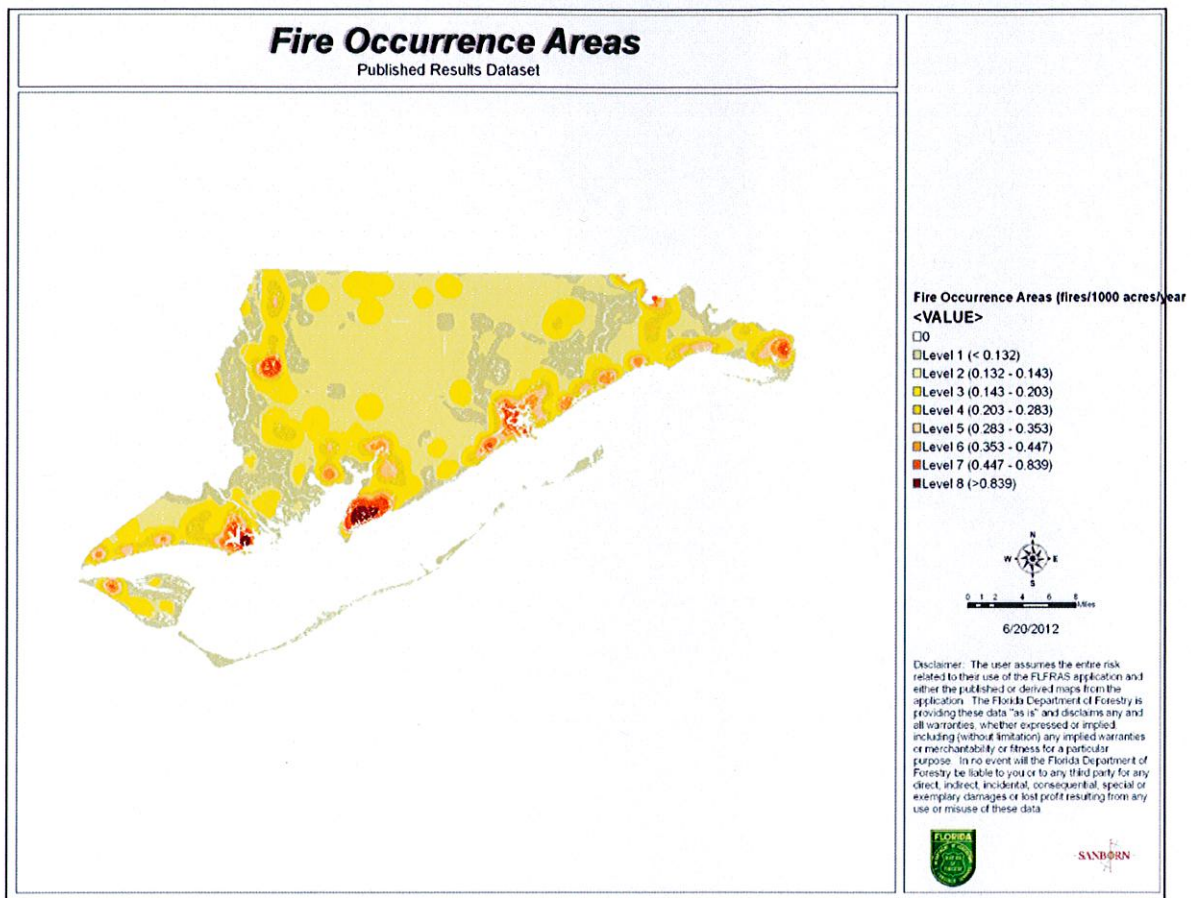 Fire Occurrence Areas
Published Results Dataset
Fire Occurrence Areas (fires/1000 acres/year
<VALUE>
0
Level 1 (< 0.132)
Level 2 (0.132 - 0.143)
Level 3 (0.143 - 0.203)
Level 4 (0.203 - 0.283)
Level 5 (0.283 - 0.353)
Level 6 (0.353 - 0.447)
Level 7 (0.447 - 0.839)
Level 8 (>0.839)
N
W E
S
0 1 2 4 6 8
Miles
6/20/2012
Disclaimer: The user assumes the entire risk
related to their use of the FLFRAS application and
either the published or derived maps from the
application. The Florida Department of Forestry is
providing these data "as is" and disclaims any and
all warranties, whether expressed or implied,
including (without limitation) any implied warranties
or merchantability or fitness for a particular
purpose. In no event will the Florida Department of
Forestry be liable to you or to any third party for any
direct, indirect, incidental, consequential, special or
exemplary damages or lost profit resulting from any
use or misuse of these data.
FLORIDA
SANBORN